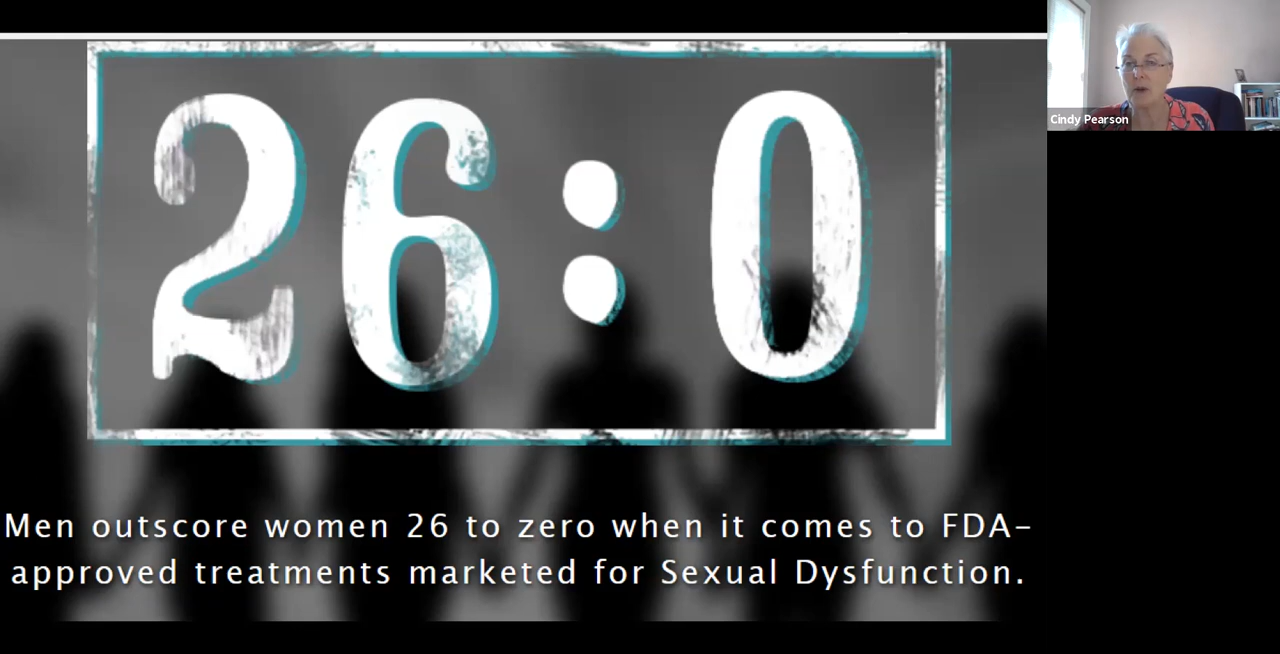 26:0
Cindy Pearson
Men outscore women 26 to zero when it comes to FDA-
approved treatments marketed for Sexual Dysfunction.